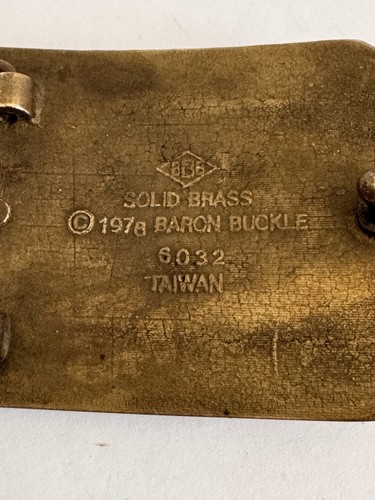 BBB
SOLID BRASS
© 1978 BARON BUCKLE
6032
TAIWAN